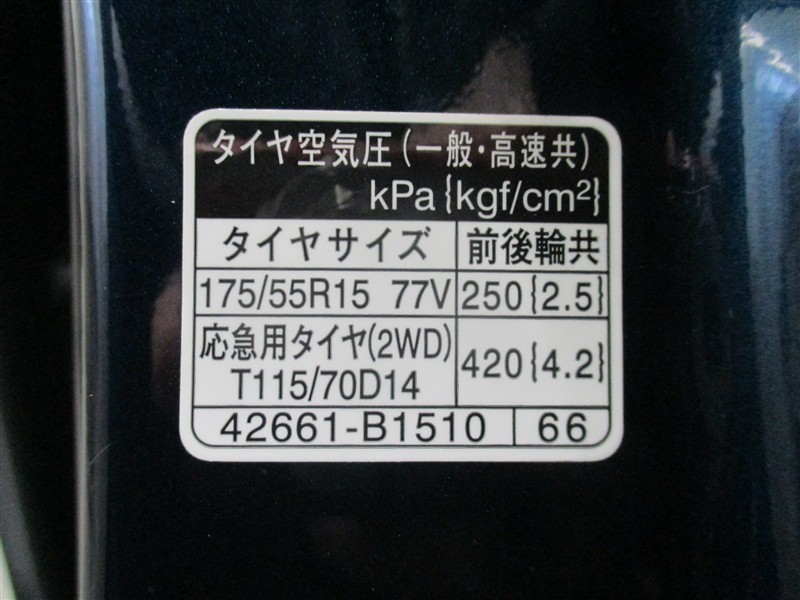 タイヤ空気圧(一般・高速共)
kPa{kgf/cm²}
タイヤサイズ 前後輪共
175/55R15 77V 250{2.5}
応急用タイヤ(2WD)
T115/70D14 420{4.2}
42661-B1510 66